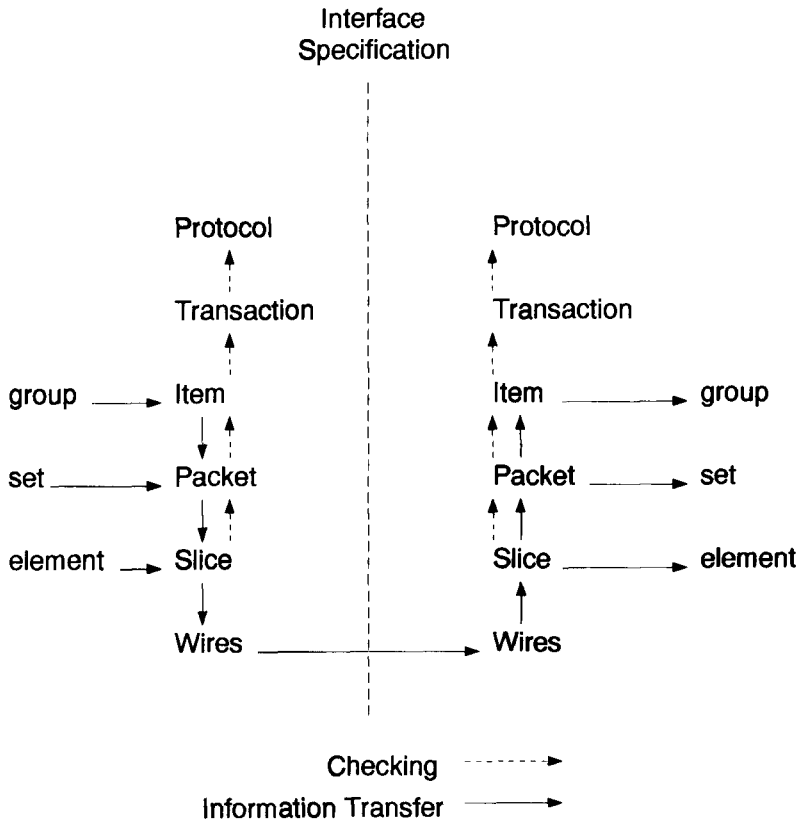 Interface
Specification
Protocol Protocol
Transaction Transaction
group Item Item group
set Packet Packet set
element Slice Slice element
Wires Wires
Checking
Information Transfer